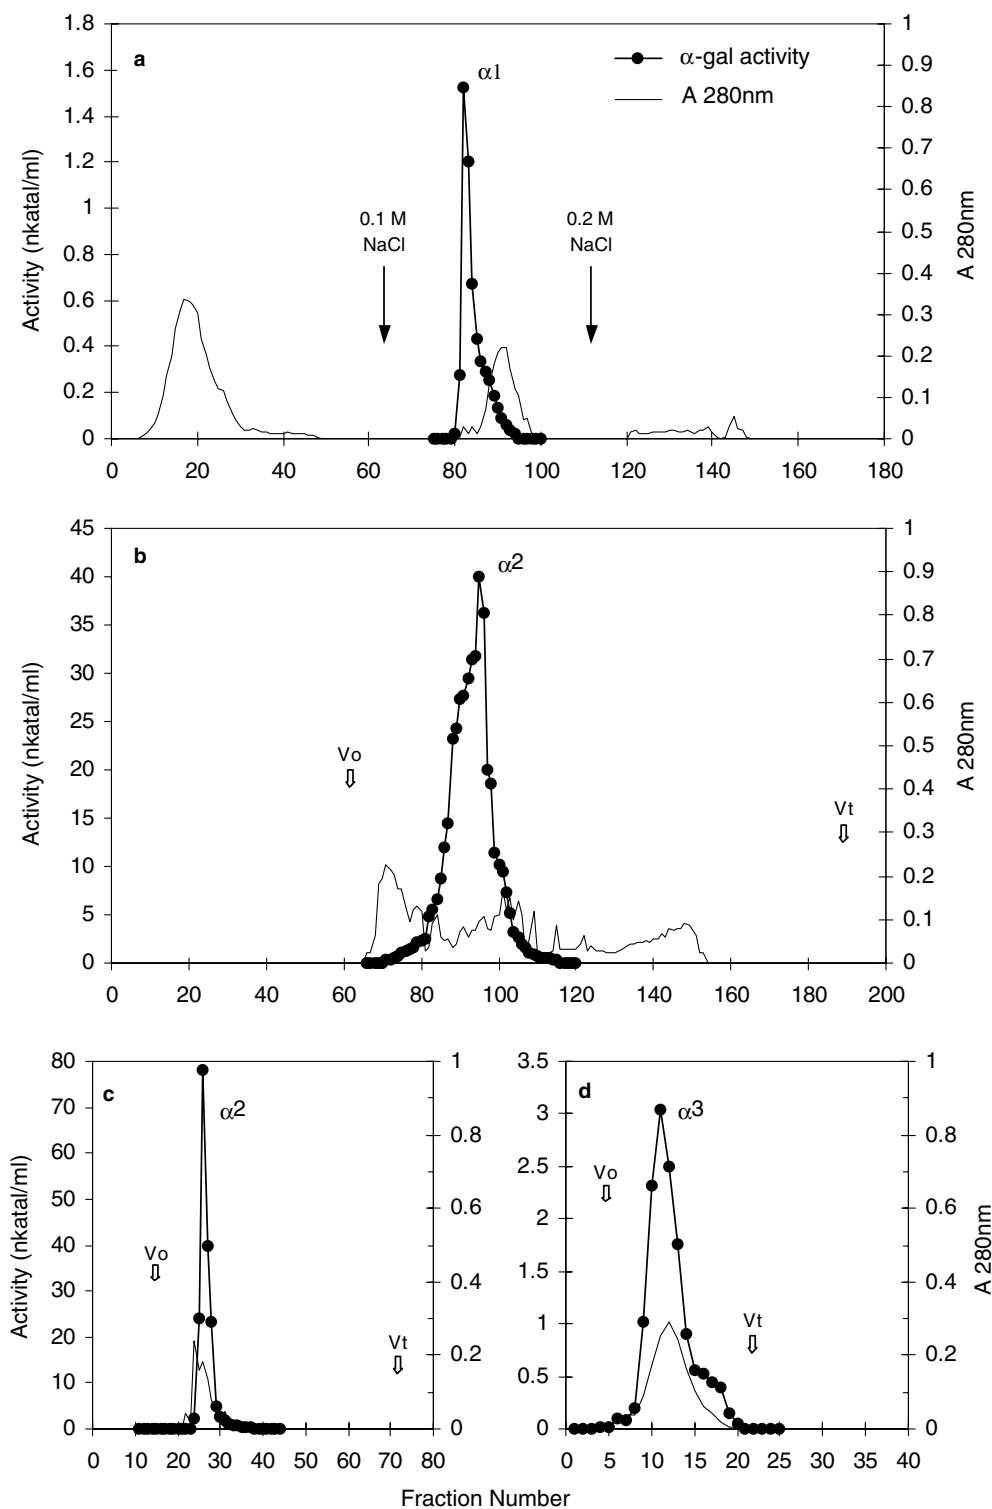 a
α1
α-gal activity
A 280nm
0.1 M
NaCl
0.2 M
NaCl
Activity (nkatal/ml)
A 280nm
1.8
1.6
1.4
1.2
1
0.8
0.6
0.4
0.2
0
1
0.9
0.8
0.7
0.6
0.5
0.4
0.3
0.2
0.1
0
0 20 40 60 80 100 120 140 160 180
b
α2
Vo
Vt
Activity (nkatal/ml)
A 280nm
45
40
35
30
25
20
15
10
5
0
1
0.9
0.8
0.7
0.6
0.5
0.4
0.3
0.2
0.1
0
0 20 40 60 80 100 120 140 160 180 200
c
α2
Vo
Vt
Activity (nkatal/ml)
80
70
60
50
40
30
20
10
0
1
0.8
0.6
0.4
0.2
0
0 10 20 30 40 50 60 70 80
d
α3
Vo
Vt
A 280nm
3.5
3
2.5
2
1.5
1
0.5
0
1
0.8
0.6
0.4
0.2
0
0 5 10 15 20 25 30 35 40
Fraction Number